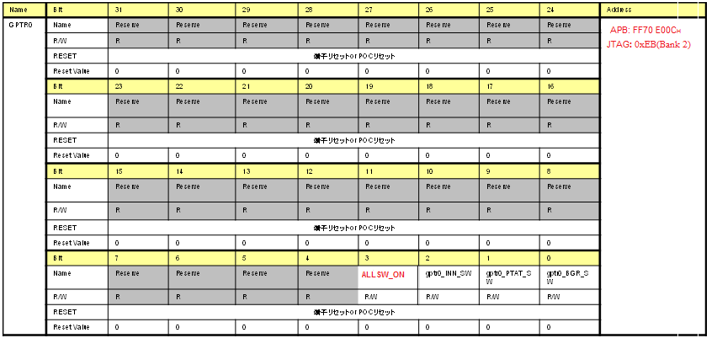 Name Bit 31 30 29 28 27 26 25 24 Address
GPTR0 Name Reserve Reserve Reserve Reserve Reserve Reserve Reserve Reserve APB: FF70 E00C
R/W R R R R R R R R JTAG: 0xEB(Bank 2)
RESET 端子リセットor POCリセット
Reset Value 0 0 0 0 0 0 0 0
Bit 23 22 21 20 19 18 17 16
Name Reserve Reserve Reserve Reserve Reserve Reserve Reserve Reserve
R/W R R R R R R R R
RESET 端子リセットor POCリセット
Reset Value 0 0 0 0 0 0 0 0
Bit 15 14 13 12 11 10 9 8
Name Reserve Reserve Reserve Reserve Reserve Reserve Reserve Reserve
R/W R R R R R R R R
RESET 端子リセットor POCリセット
Reset Value 0 0 0 0 0 0 0 0
Bit 7 6 5 4 3 2 1 0
Name Reserve Reserve Reserve Reserve ALLSW_ON gptr0_INN_SW gptr0_PTAT_S gptr0_BGR_S
W W
R/W R R R R R/W R/W R/W R/W
RESET 端子リセットor POCリセット
Reset Value 0 0 0 0 0 0 0 0